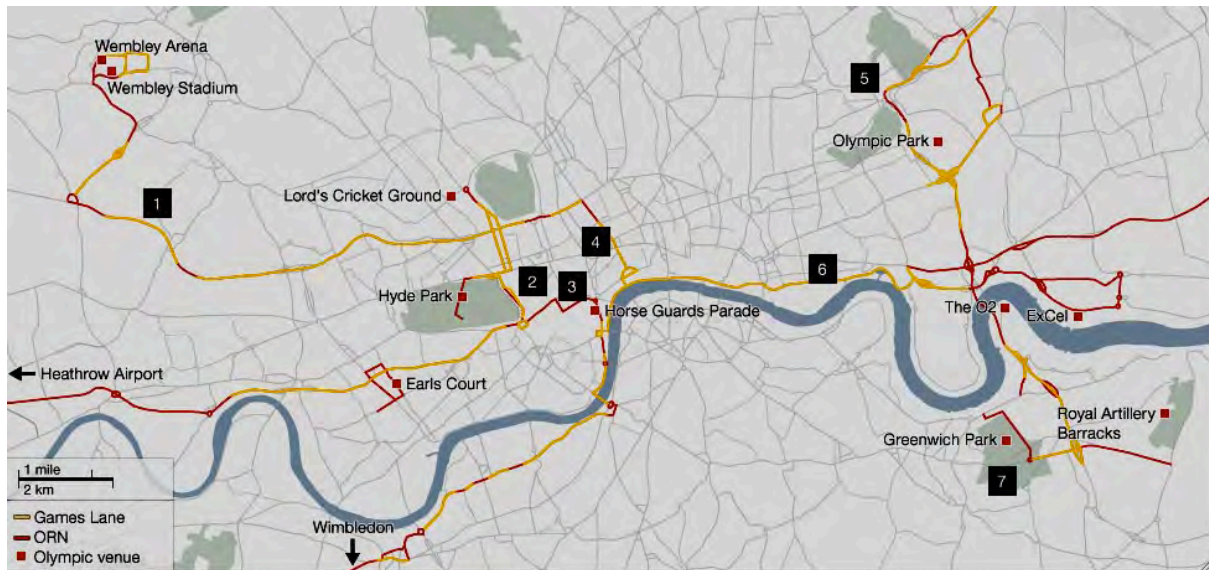 Wembley Arena
Wembley Stadium
5
Olympic Park
1
Lord's Cricket Ground
4
6
2
3
Hyde Park
Horse Guards Parade
The O2
ExCel
Heathrow Airport
Earls Court
Royal Artillery
Barracks
Greenwich Park
7
1 mile
2 km
Games Lane
ORN
Olympic venue
Wimbledon